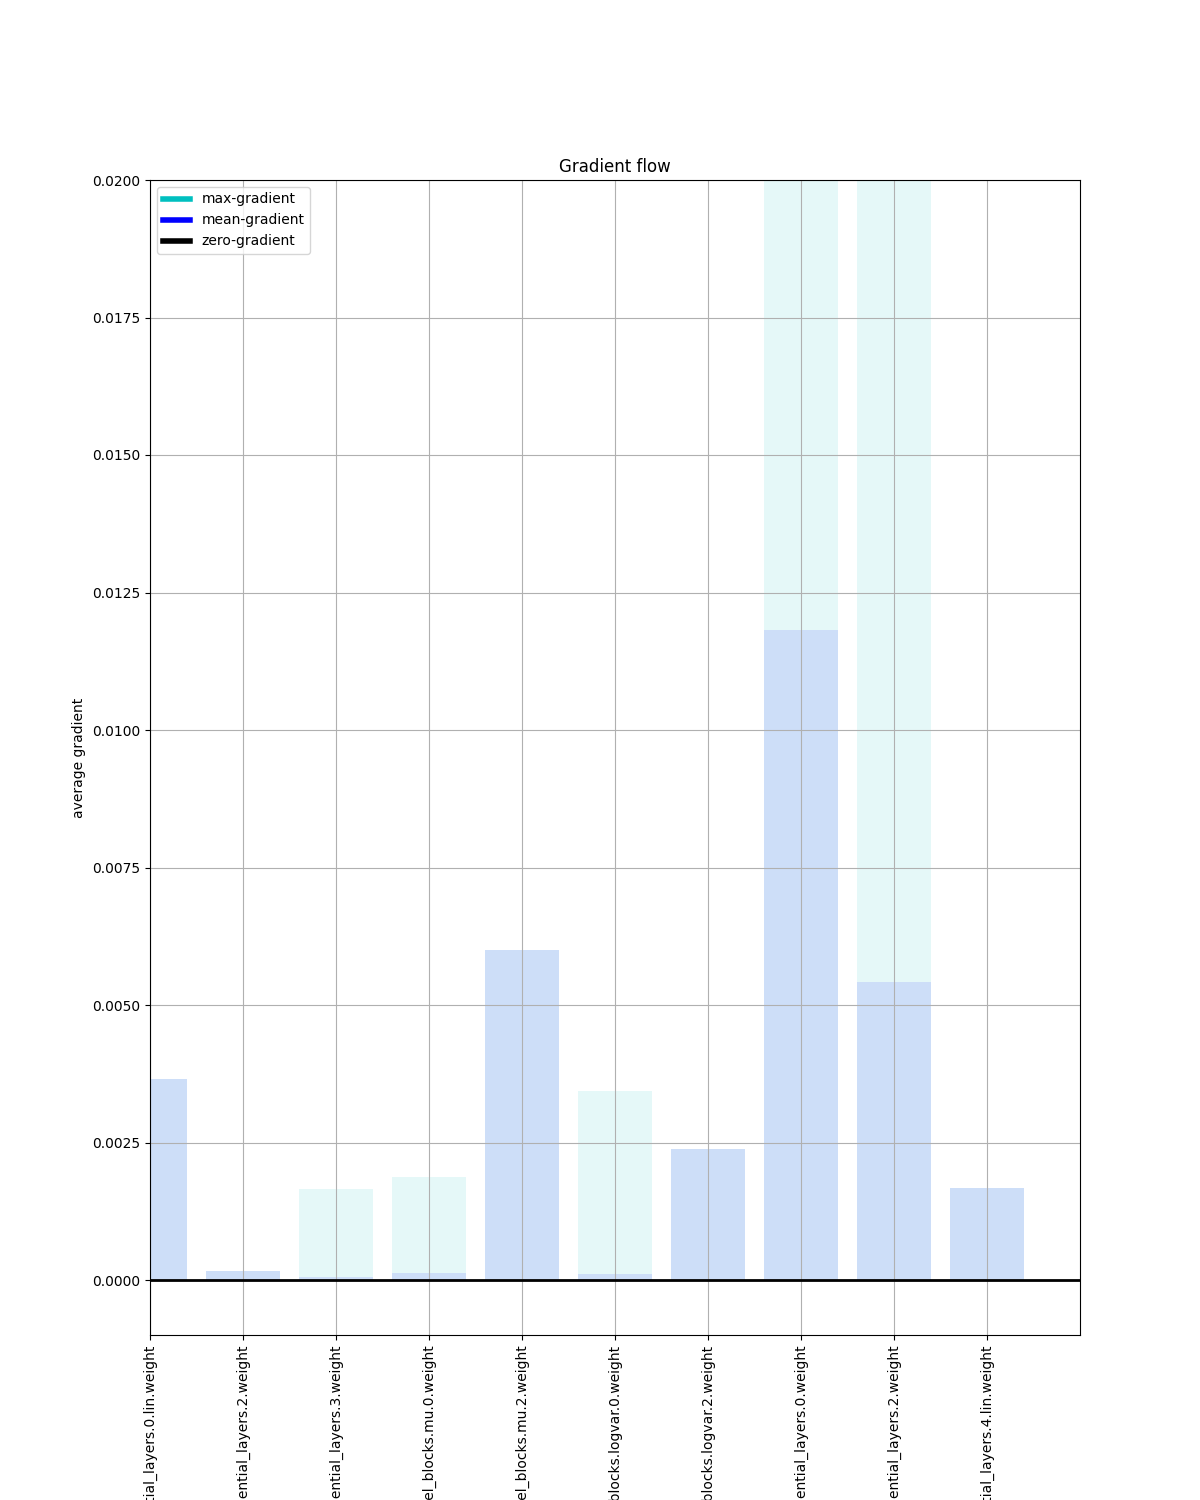 Gradient flow
max-gradient
mean-gradient
zero-gradient
0.0200
0.0175
0.0150
0.0125
0.0100
0.0075
0.0050
0.0025
0.0000
average gradient
tial_layers.0.lin.weight
ential_layers.2.weight
ential_layers.3.weight
el_blocks.mu.0.weight
el_blocks.mu.2.weight
blocks.logvar.0.weight
blocks.logvar.2.weight
ential_layers.0.weight
ential_layers.2.weight
tial_layers.4.lin.weight